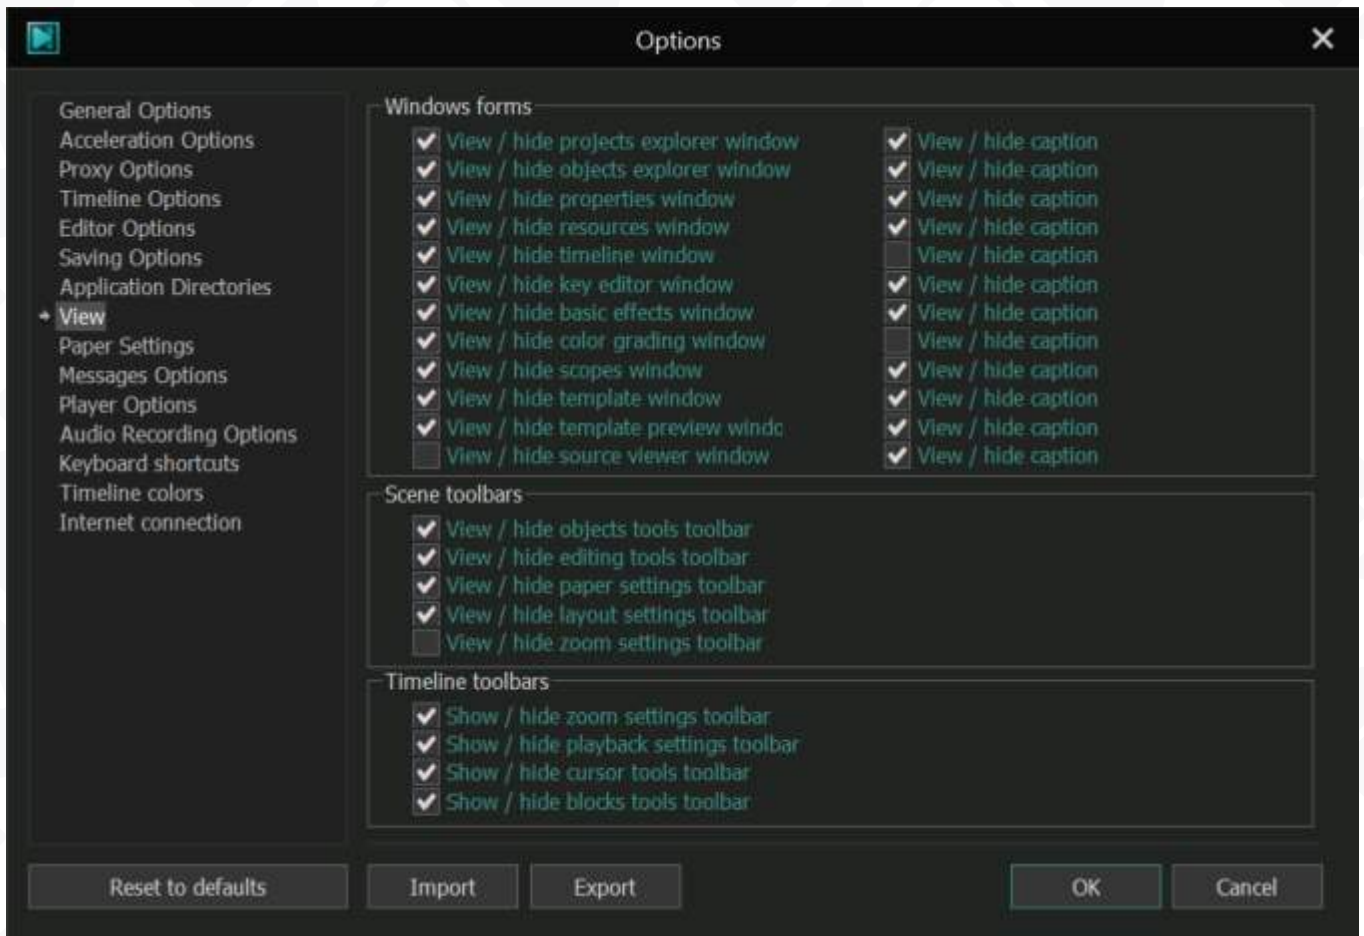 Options
General Options
Acceleration Options
Proxy Options
Timeline Options
Editor Options
Saving Options
Application Directories
View
Paper Settings
Messages Options
Player Options
Audio Recording Options
Keyboard shortcuts
Timeline colors
Internet connection
Windows forms
View / hide projects explorer window View / hide caption
View / hide objects explorer window View / hide caption
View / hide properties window View / hide caption
View / hide resources window View / hide caption
View / hide timeline window View / hide caption
View / hide key editor window View / hide caption
View / hide basic effects window View / hide caption
View / hide color grading window View / hide caption
View / hide scopes window View / hide caption
View / hide template window View / hide caption
View / hide template preview windo View / hide caption
View / hide source viewer window View / hide caption
Scene toolbars
View / hide objects tools toolbar
View / hide editing tools toolbar
View / hide paper settings toolbar
View / hide layout settings toolbar
View / hide zoom settings toolbar
Timeline toolbars
Show / hide zoom settings toolbar
Show / hide playback settings toolbar
Show / hide cursor tools toolbar
Show / hide blocks tools toolbar
Reset to defaults Import Export OK Cancel